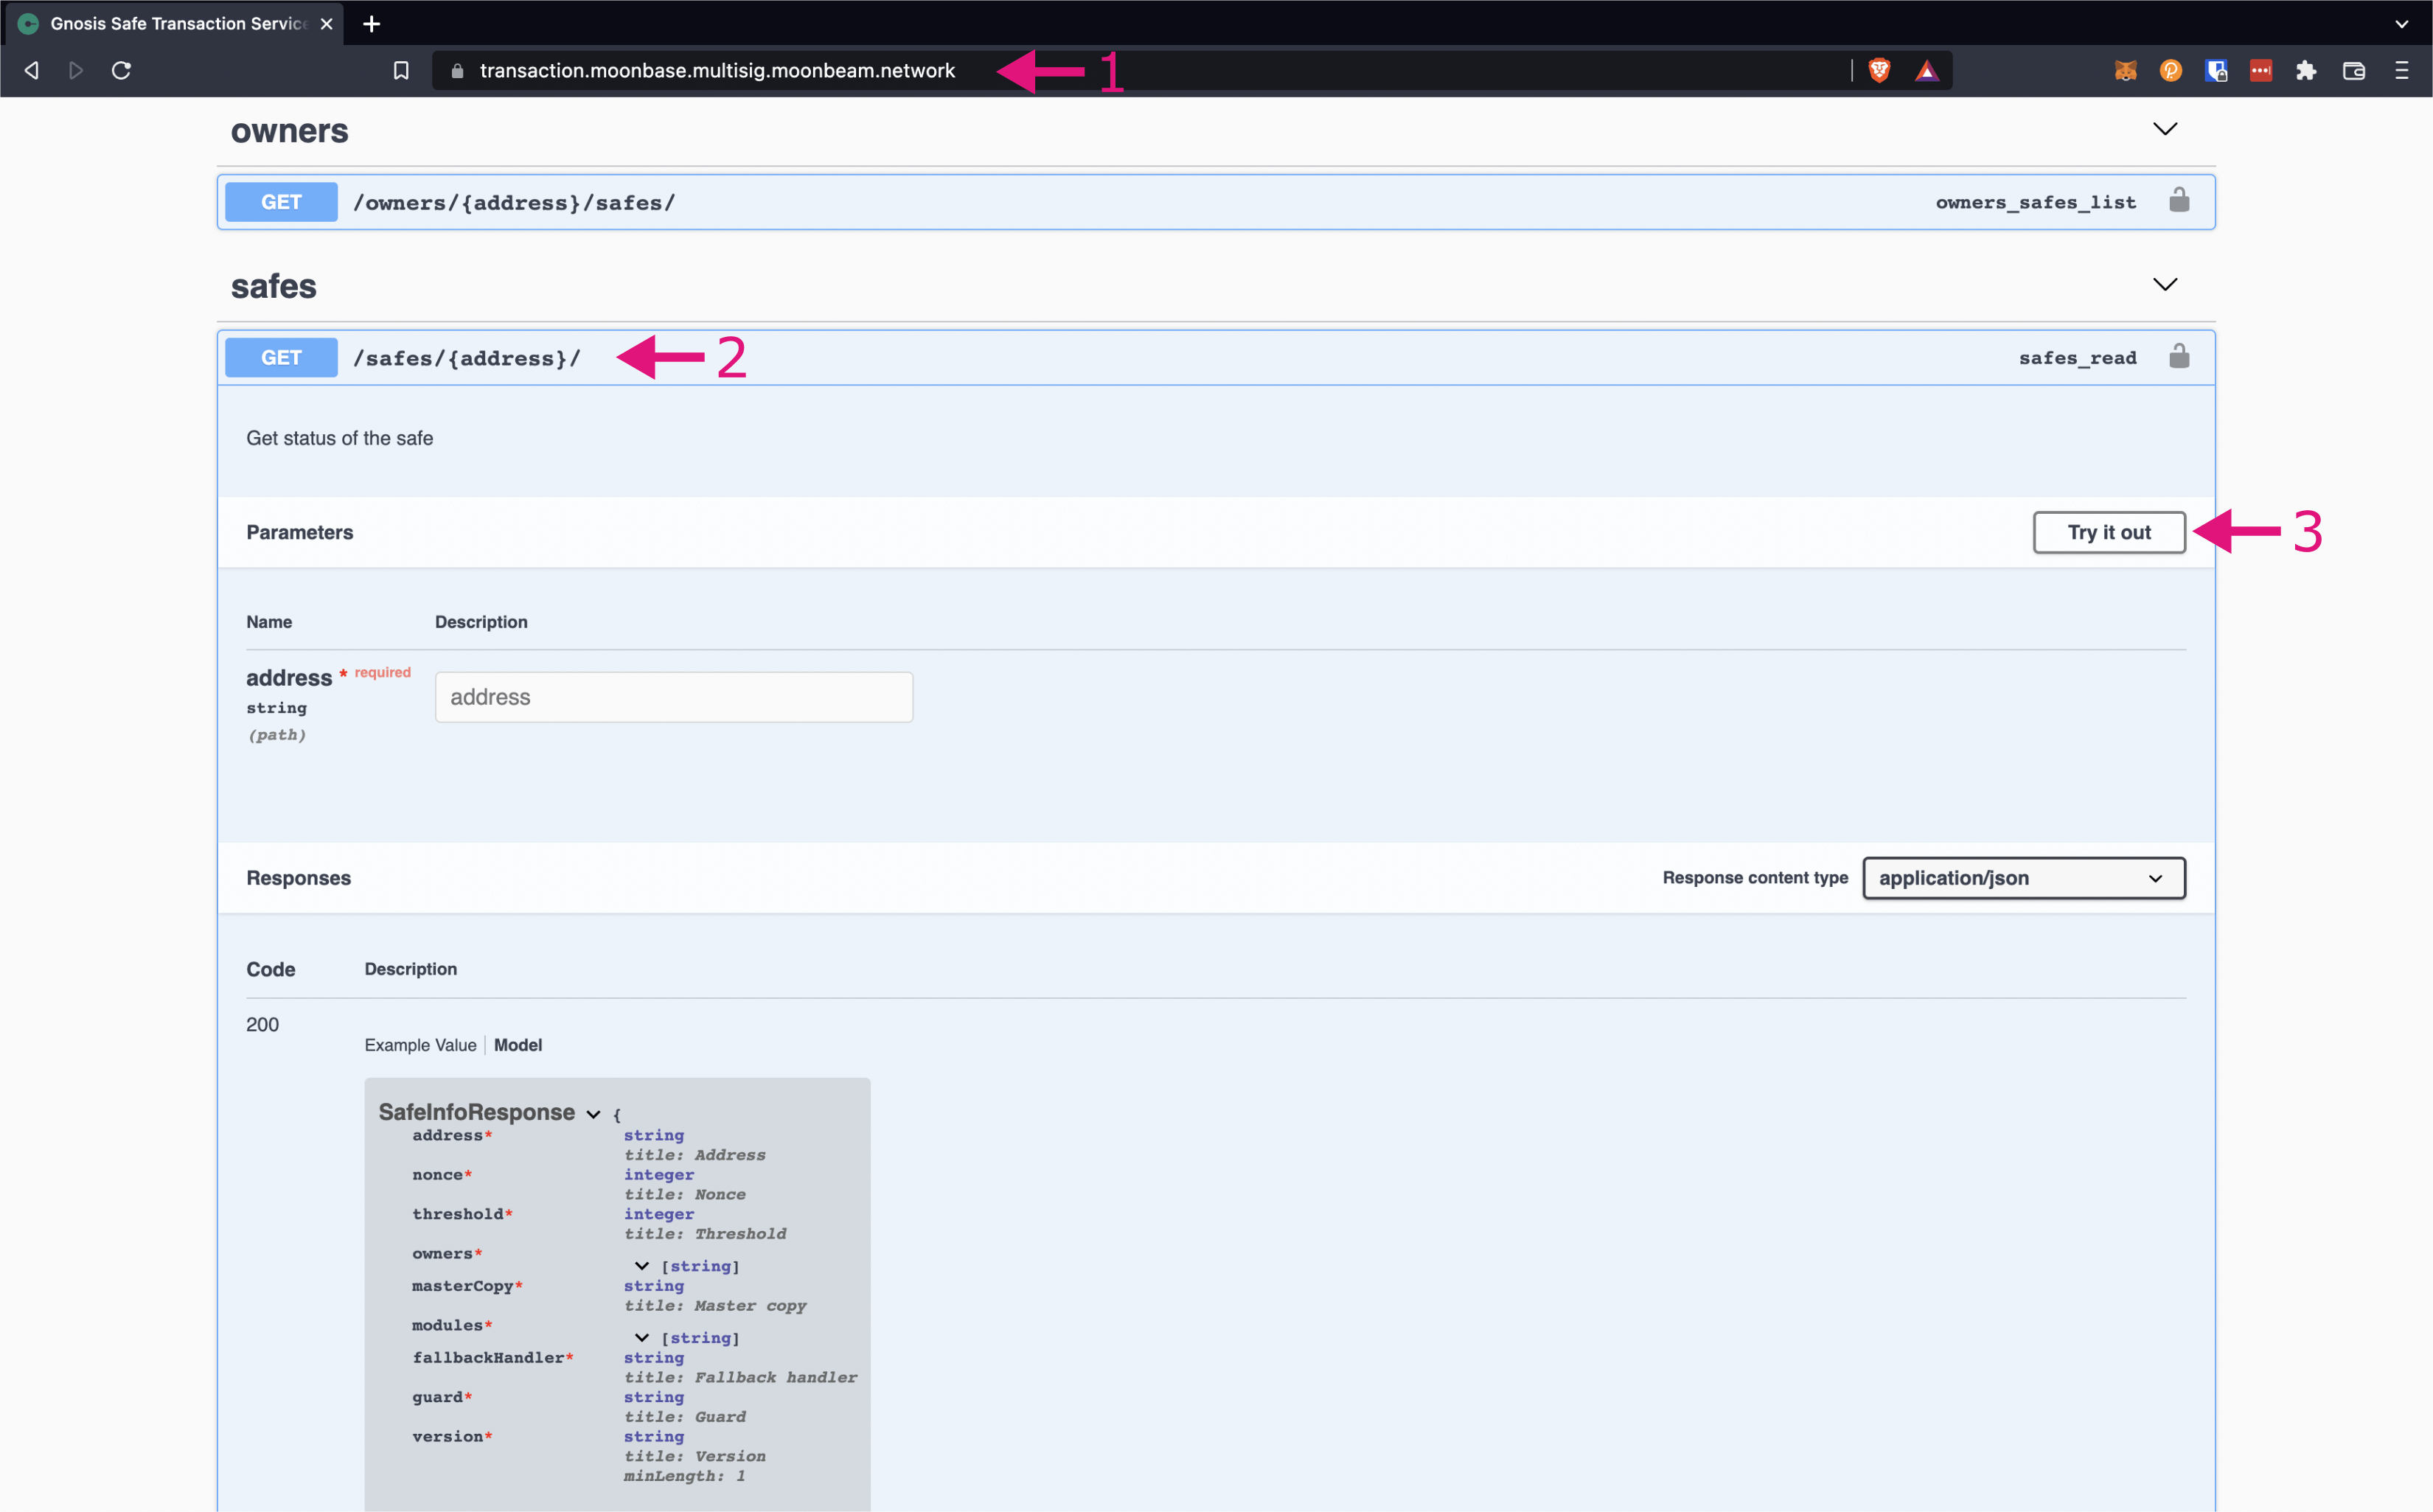 Gnosis Safe Transaction Service
transaction.moonbase.multisig.moonbeam.network 1
owners
GET /owners/{address}/safes/ owners_safes_list
safes
GET /safes/{address}/ 2 safes_read
Get status of the safe
Parameters Try it out 3
Name Description
address * required address
string
(path)
Responses Response content type application/json
Code Description
200
Example Value Model
SafeInfoResponse {
address* string
title: Address
nonce* integer
title: Nonce
threshold* integer
title: Threshold
owners*
[string]
masterCopy* string
title: Master copy
modules*
[string]
fallbackHandler* string
title: Fallback handler
guard* string
title: Guard
version* string
title: Version
minLength: 1